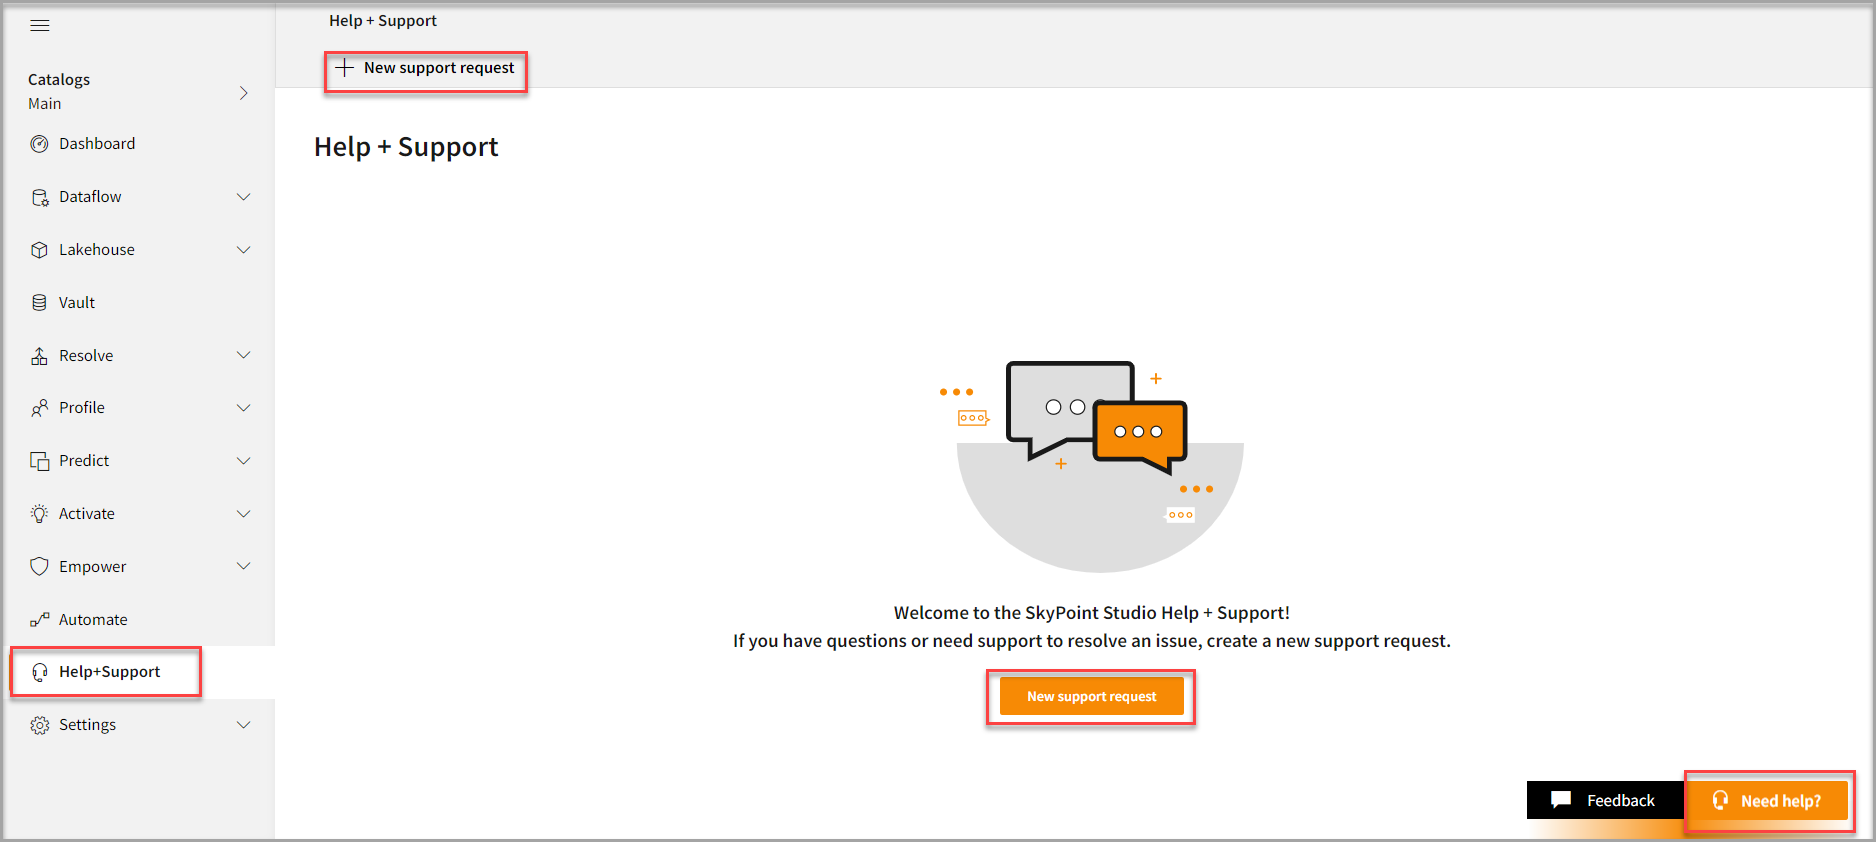 Help + Support
New support request
Catalogs
Main
Dashboard
Dataflow
Lakehouse
Vault
Resolve
Profile
Predict
Activate
Empower
Automate
Help+Support
Settings
Help + Support
Welcome to the SkyPoint Studio Help + Support!
If you have questions or need support to resolve an issue, create a new support request.
New support request
Feedback
Need help?